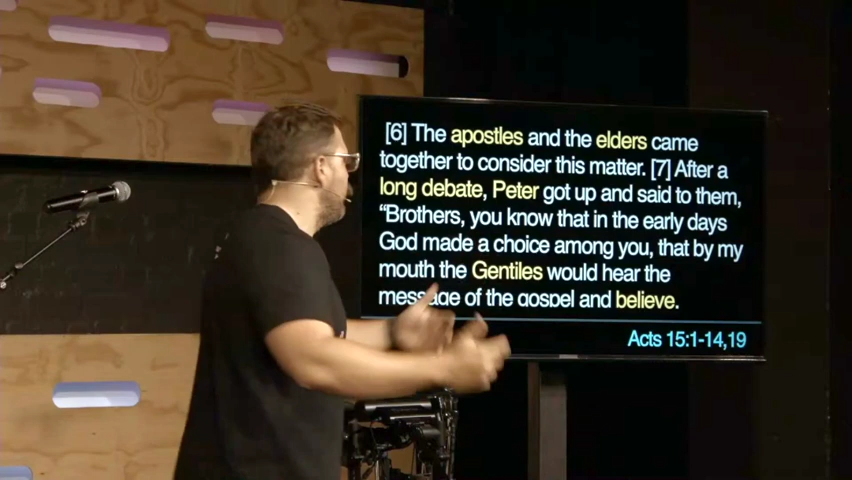 [6] The apostles and the elders came
together to consider this matter. [7] After a
long debate, Peter got up and said to them,
“Brothers, you know that in the early days
God made a choice among you, that by my
mouth the Gentiles would hear the
message of the gospel and believe.
Acts 15:1-14,19